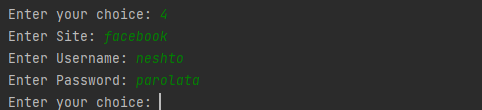 Enter your choice: 4
Enter Site: facebook
Enter Username: neshto
Enter Password: parolata
Enter your choice: